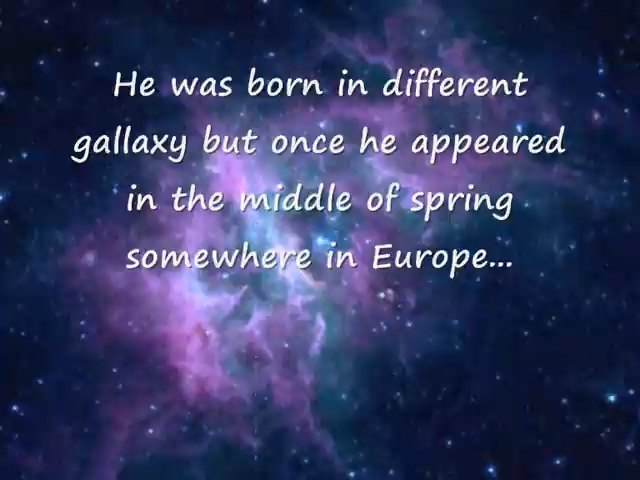 He was born in different
gallaxy but once he appeared
in the middle of spring
somewhere in Europe...